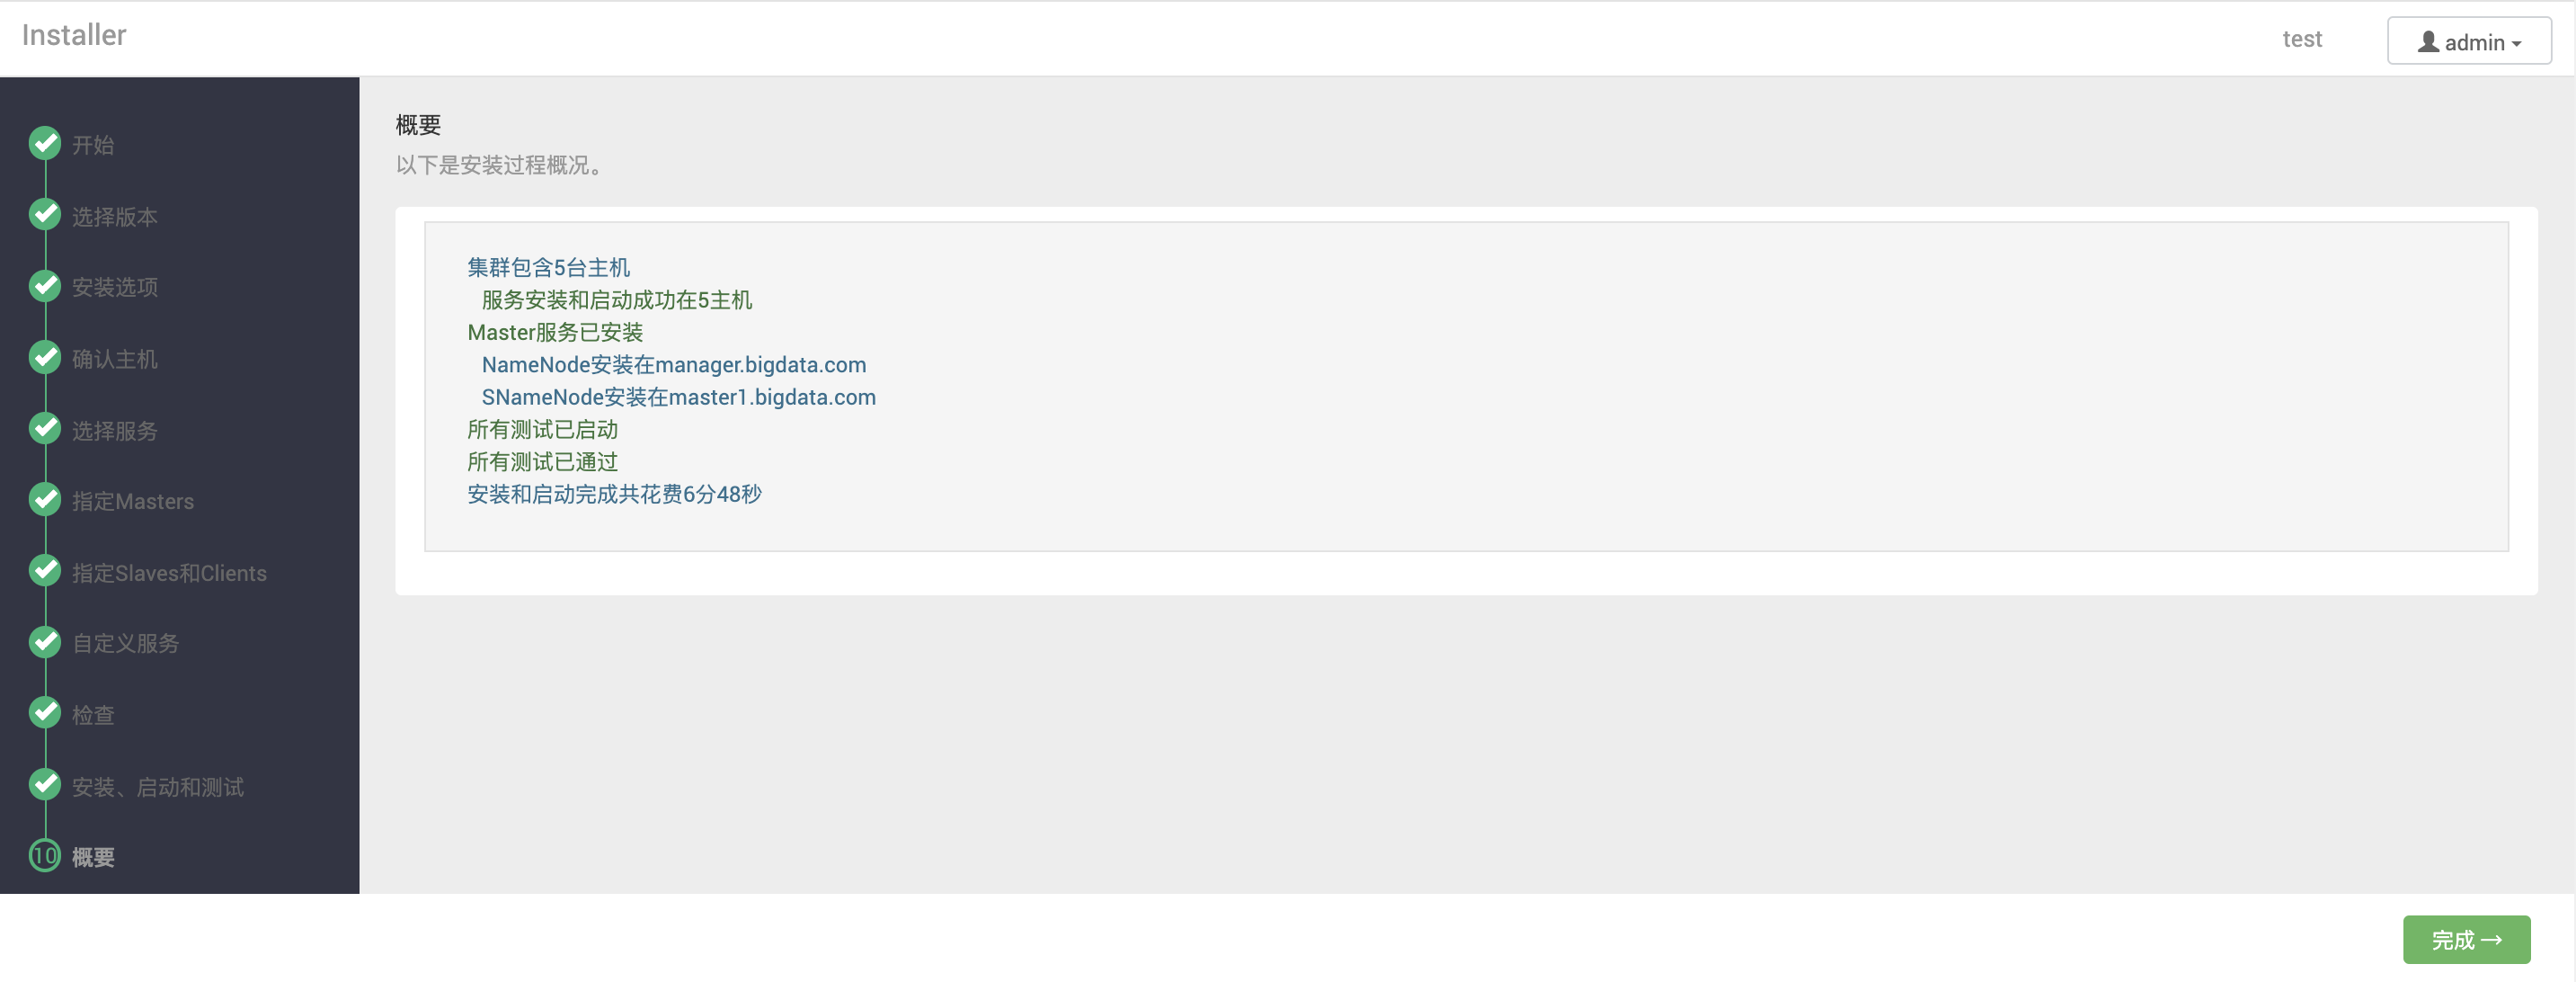 Installer
test
admin
开始
选择版本
安装选项
确认主机
选择服务
指定Masters
指定Slaves和Clients
自定义服务
检查
安装、启动和测试
10 概要
概要
以下是安装过程概况。
集群包含5台主机
服务安装和启动成功在5主机
Master服务已安装
NameNode安装在manager.bigdata.com
SNameNode安装在master1.bigdata.com
所有测试已启动
所有测试已通过
安装和启动完成共花费6分48秒
完成→